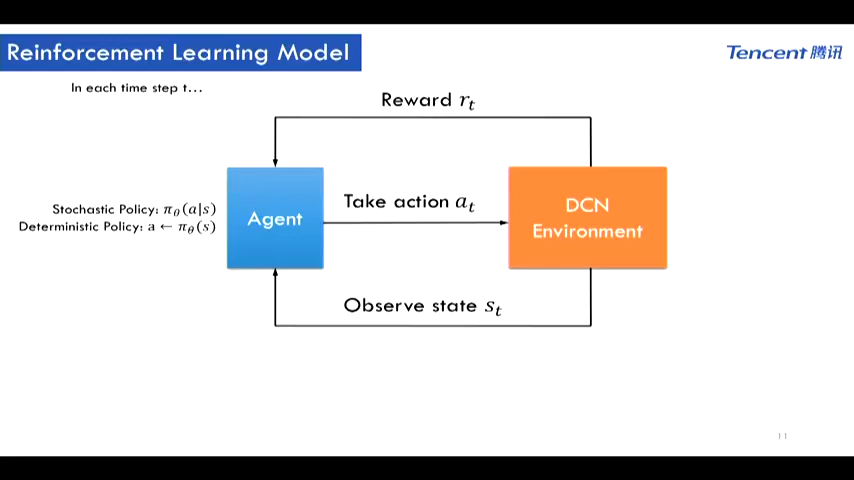 Reinforcement Learning Model
Tencent 腾讯
In each time step t...
Reward r_t
Stochastic Policy: π_θ(a|s)
Deterministic Policy: a ← π_θ(s)
Agent
Take action a_t
DCN
Environment
Observe state s_t
11